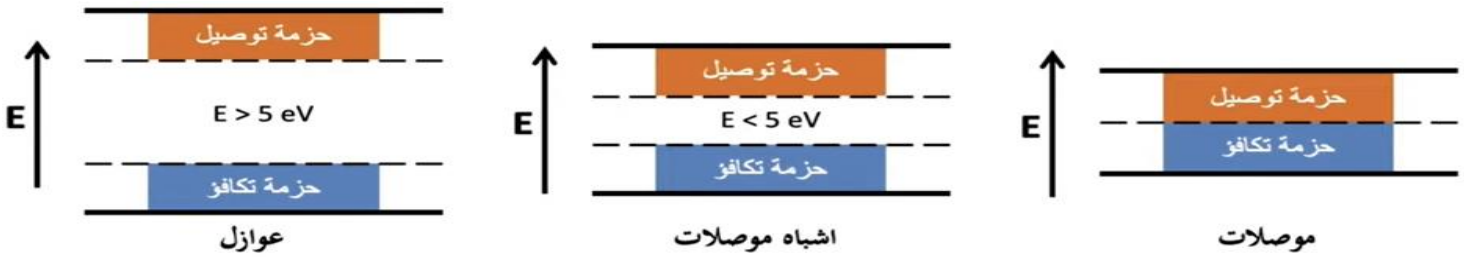 حزمة توصيل
E > 5 eV
E
حزمة تكافؤ
عوازل
حزمة توصيل
E < 5 eV
E
حزمة تكافؤ
اشباه موصلات
حزمة توصيل
E
حزمة تكافؤ
موصلات